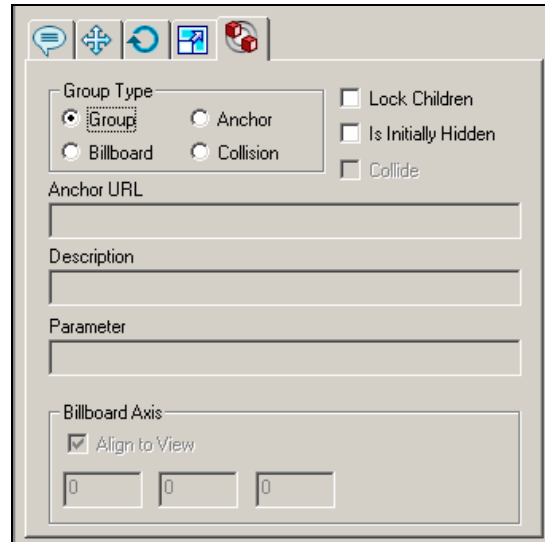 Group Type
Group
Anchor
Lock Children
Billboard
Collision
Is Initially Hidden
Collide
Anchor URL
Description
Parameter
Billboard Axis
Align to View
0 0 0